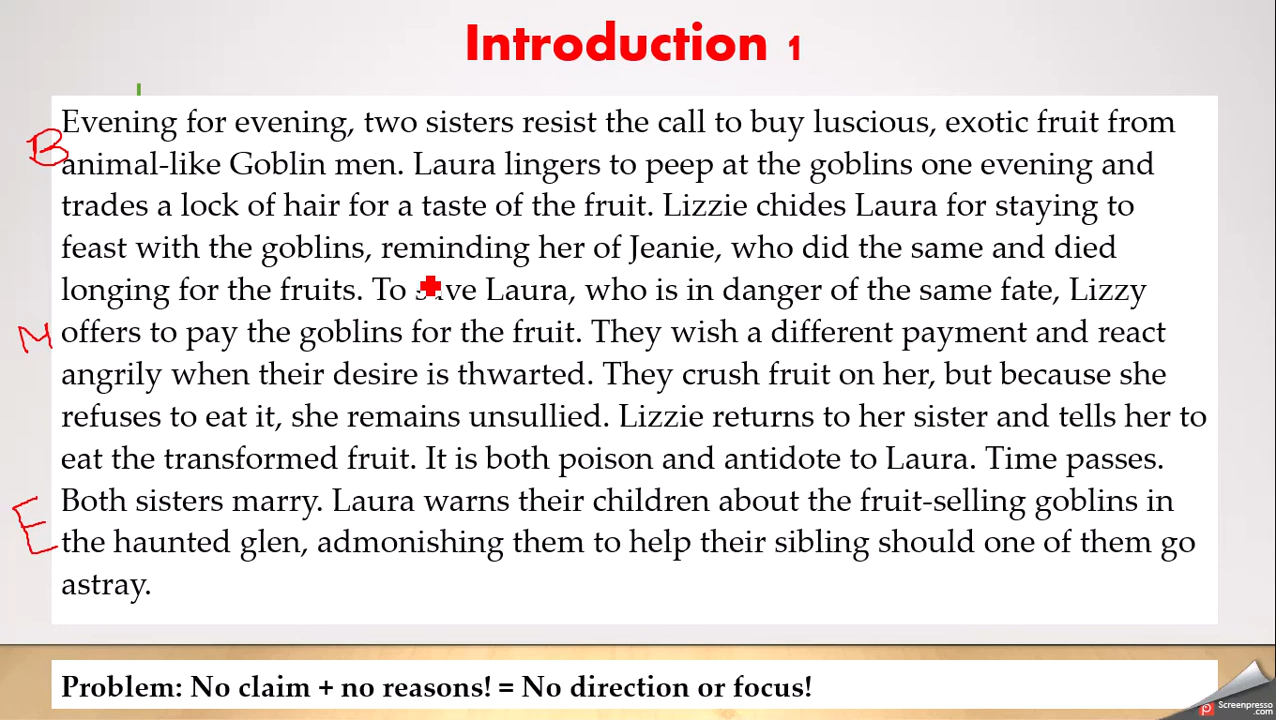 Introduction 1
Evening for evening, two sisters resist the call to buy luscious, exotic fruit from
B
animal-like Goblin men. Laura lingers to peep at the goblins one evening and
trades a lock of hair for a taste of the fruit. Lizzie chides Laura for staying to
feast with the goblins, reminding her of Jeanie, who did the same and died
longing for the fruits. To save Laura, who is in danger of the same fate, Lizzy
M
offers to pay the goblins for the fruit. They wish a different payment and react
angrily when their desire is thwarted. They crush fruit on her, but because she
refuses to eat it, she remains unsullied. Lizzie returns to her sister and tells her to
eat the transformed fruit. It is both poison and antidote to Laura. Time passes.
E
Both sisters marry. Laura warns their children about the fruit-selling goblins in
the haunted glen, admonishing them to help their sibling should one of them go
astray.
Problem: No claim + no reasons! = No direction or focus!
Screenpresso
.com